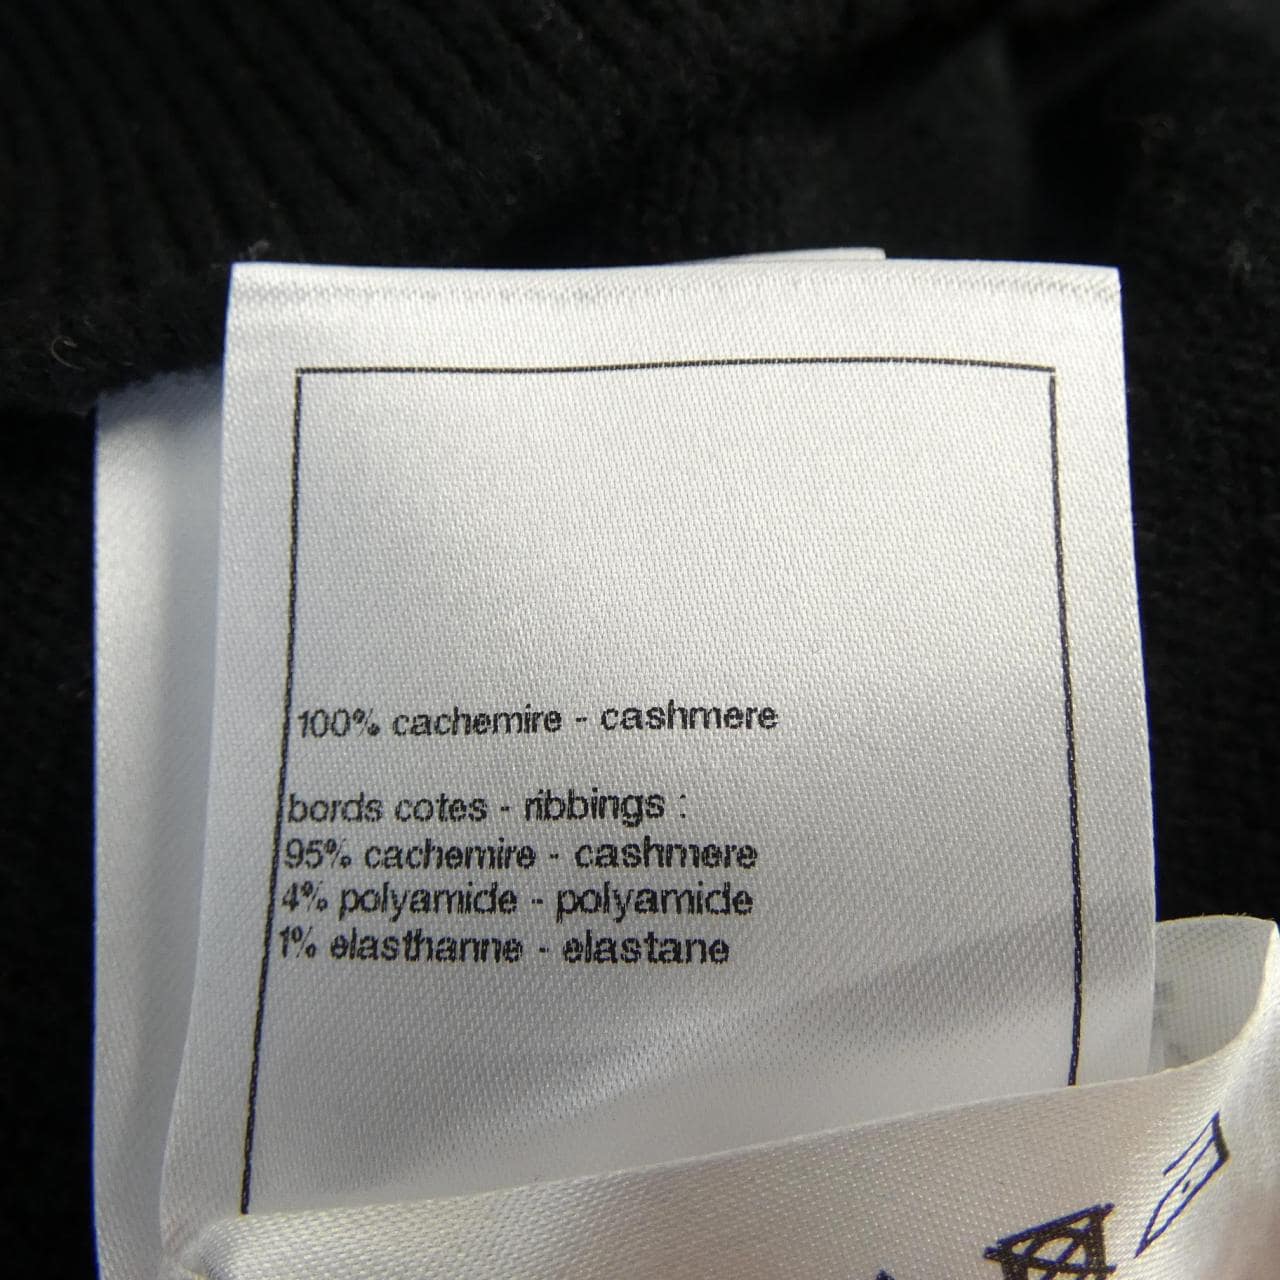 100% cachemire - cashmere
bords cotes - ribbings :
95% cachemire - cashmere
4% polyamide - polyamide
1% elasthanne - elastane